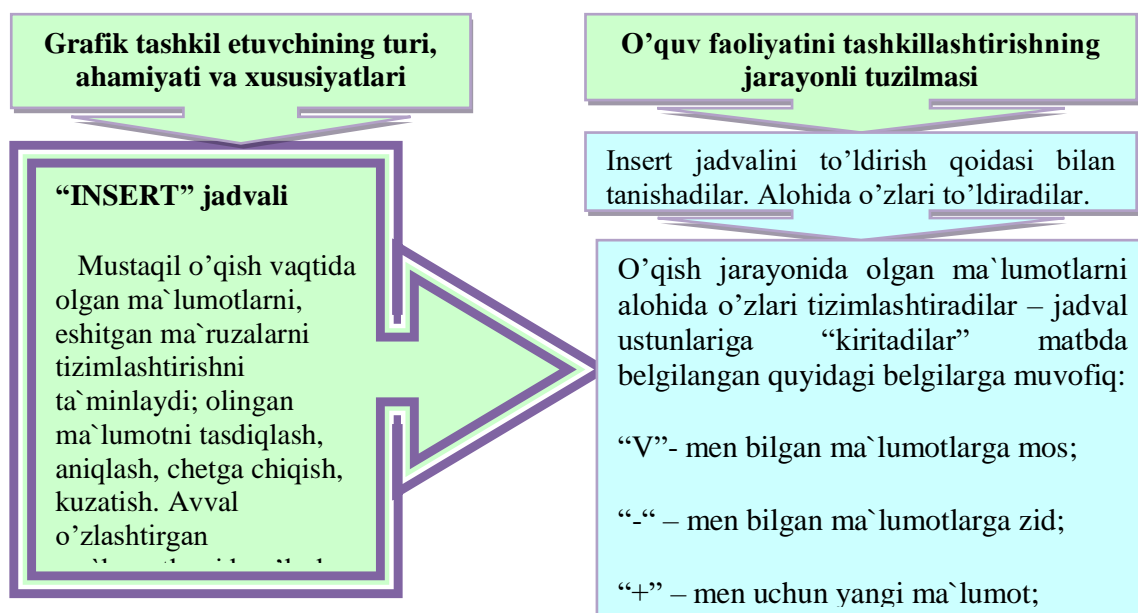 Grafik tashkil etuvchining turi,
ahamiyati va xususiyatlari
O’quv faoliyatini tashkillashtirishning
jarayonli tuzilmasi
“INSERT” jadvali
Mustaqil o’qish vaqtida
olgan ma`lumotlarni,
eshitgan ma`ruzalarni
tizimlashtirishni
ta`minlaydi; olingan
ma`lumotni tasdiqlash,
aniqlash, chetga chiqish,
kuzatish. Avval
o’zlashtirgan
Insert jadvalini to’ldirish qoidasi bilan
tanishadilar. Alohida o’zlari to’ldiradilar.
O’qish jarayonida olgan ma`lumotlarni
alohida o’zlari tizimlashtiradilar – jadval
ustunlariga “kiritadilar” matbda
belgilangan quyidagi belgilarga muvofiq:
“V”- men bilgan ma`lumotlarga mos;
“-“ – men bilgan ma`lumotlarga zid;
“+” – men uchun yangi ma`lumot;